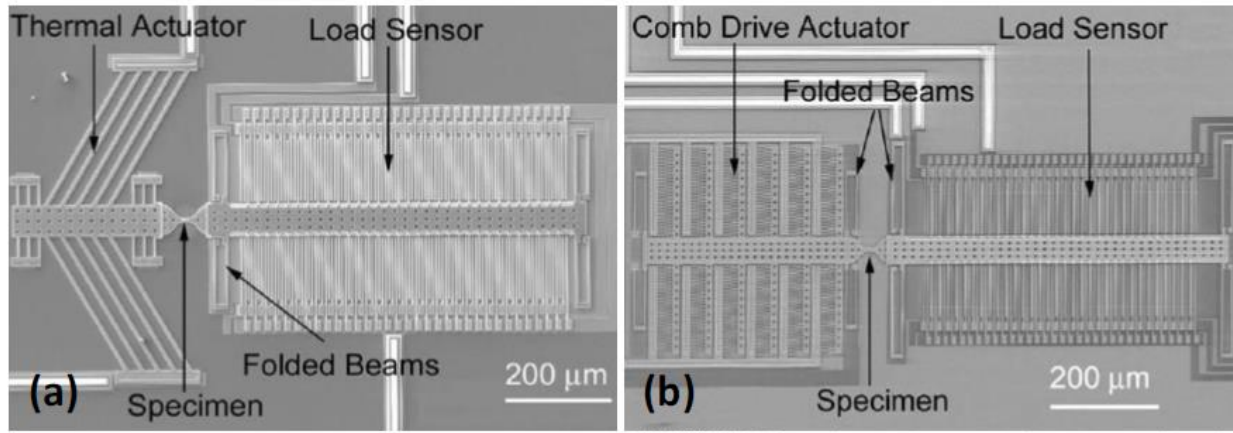 Thermal Actuator
Load Sensor
Folded Beams
Specimen
200 μm
(a)
Comb Drive Actuator
Load Sensor
Folded Beams
Specimen
200 μm
(b)